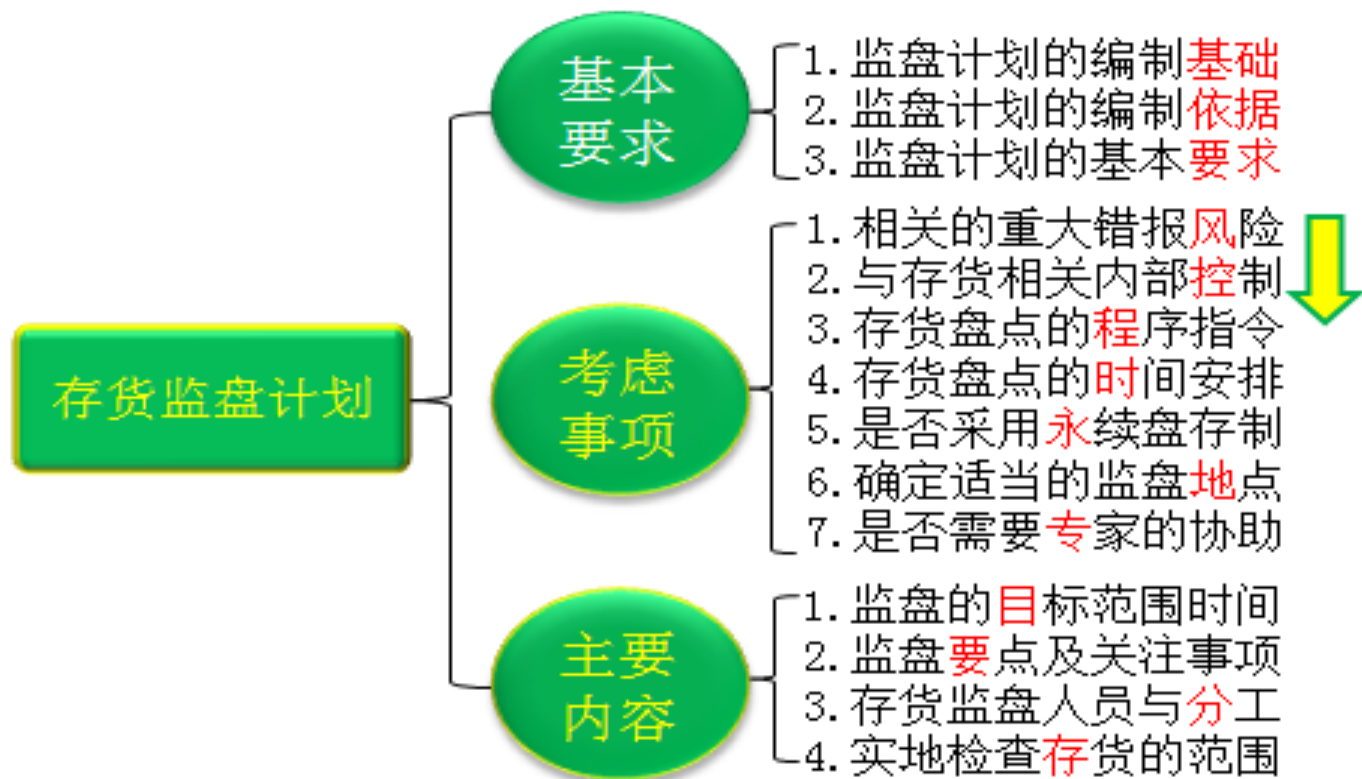 存货监盘计划
基本
要求
1.监盘计划的编制基础
2.监盘计划的编制依据
3.监盘计划的基本要求
考虑
事项
1.相关的重大错报风险
2.与存货相关内部控制
3.存货盘点的程序指令
4.存货盘点的时间安排
5.是否采用永续盘存制
6.确定适当的监盘地点
7.是否需要专家的协助
主要
内容
1.监盘的目标范围时间
2.监盘要点及关注事项
3.存货监盘人员与分工
4.实地检查存货的范围